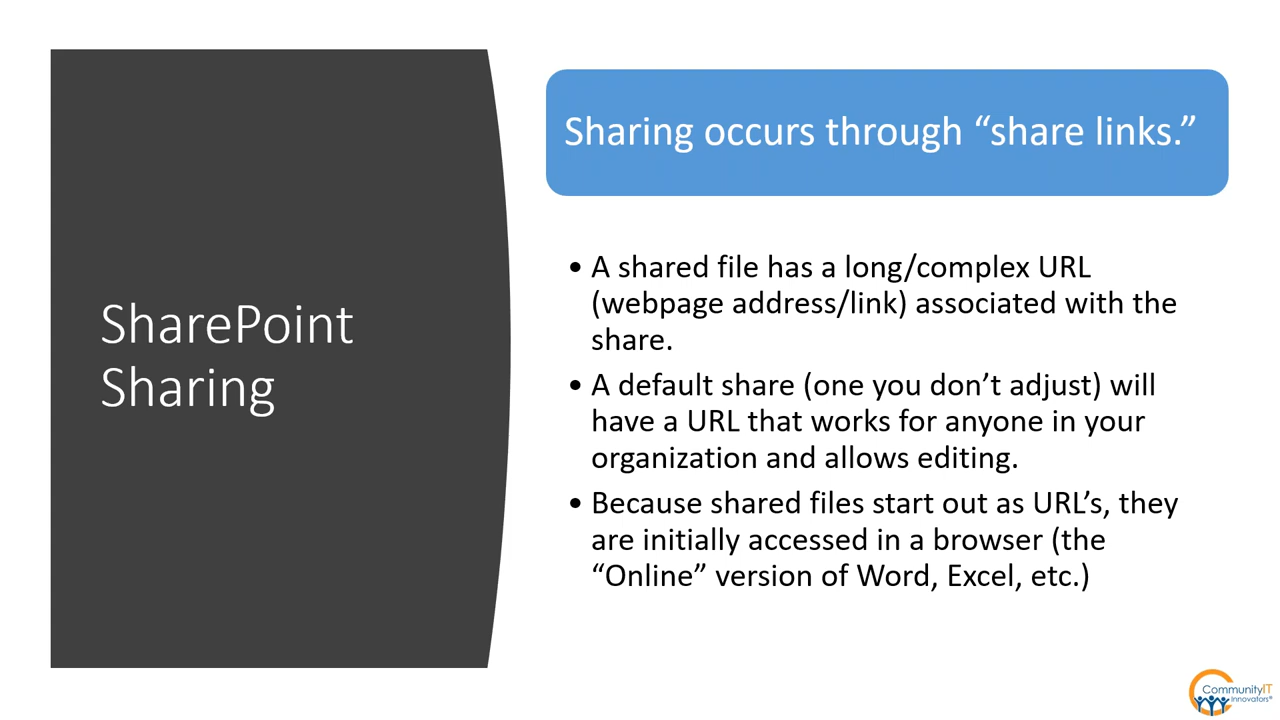 SharePoint
Sharing
Sharing occurs through “share links.”
• A shared file has a long/complex URL
(webpage address/link) associated with the
share.
• A default share (one you don’t adjust) will
have a URL that works for anyone in your
organization and allows editing.
• Because shared files start out as URL’s, they
are initially accessed in a browser (the
“Online” version of Word, Excel, etc.)
CommunityIT
Innovators®